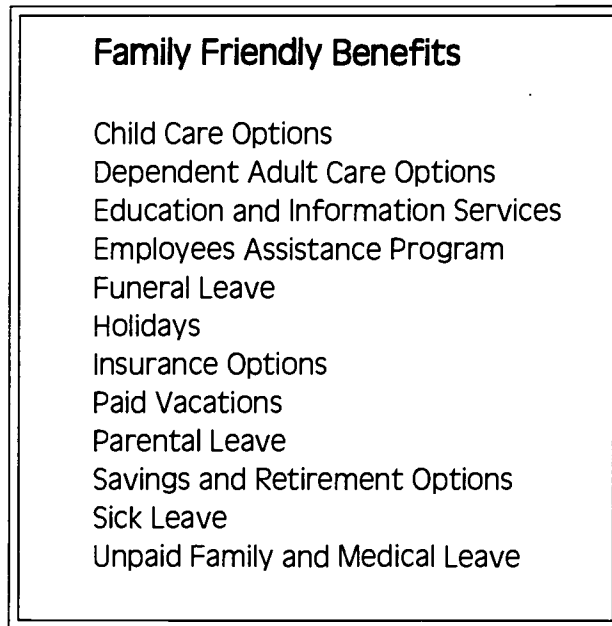 Family Friendly Benefits
Child Care Options
Dependent Adult Care Options
Education and Information Services
Employees Assistance Program
Funeral Leave
Holidays
Insurance Options
Paid Vacations
Parental Leave
Savings and Retirement Options
Sick Leave
Unpaid Family and Medical Leave